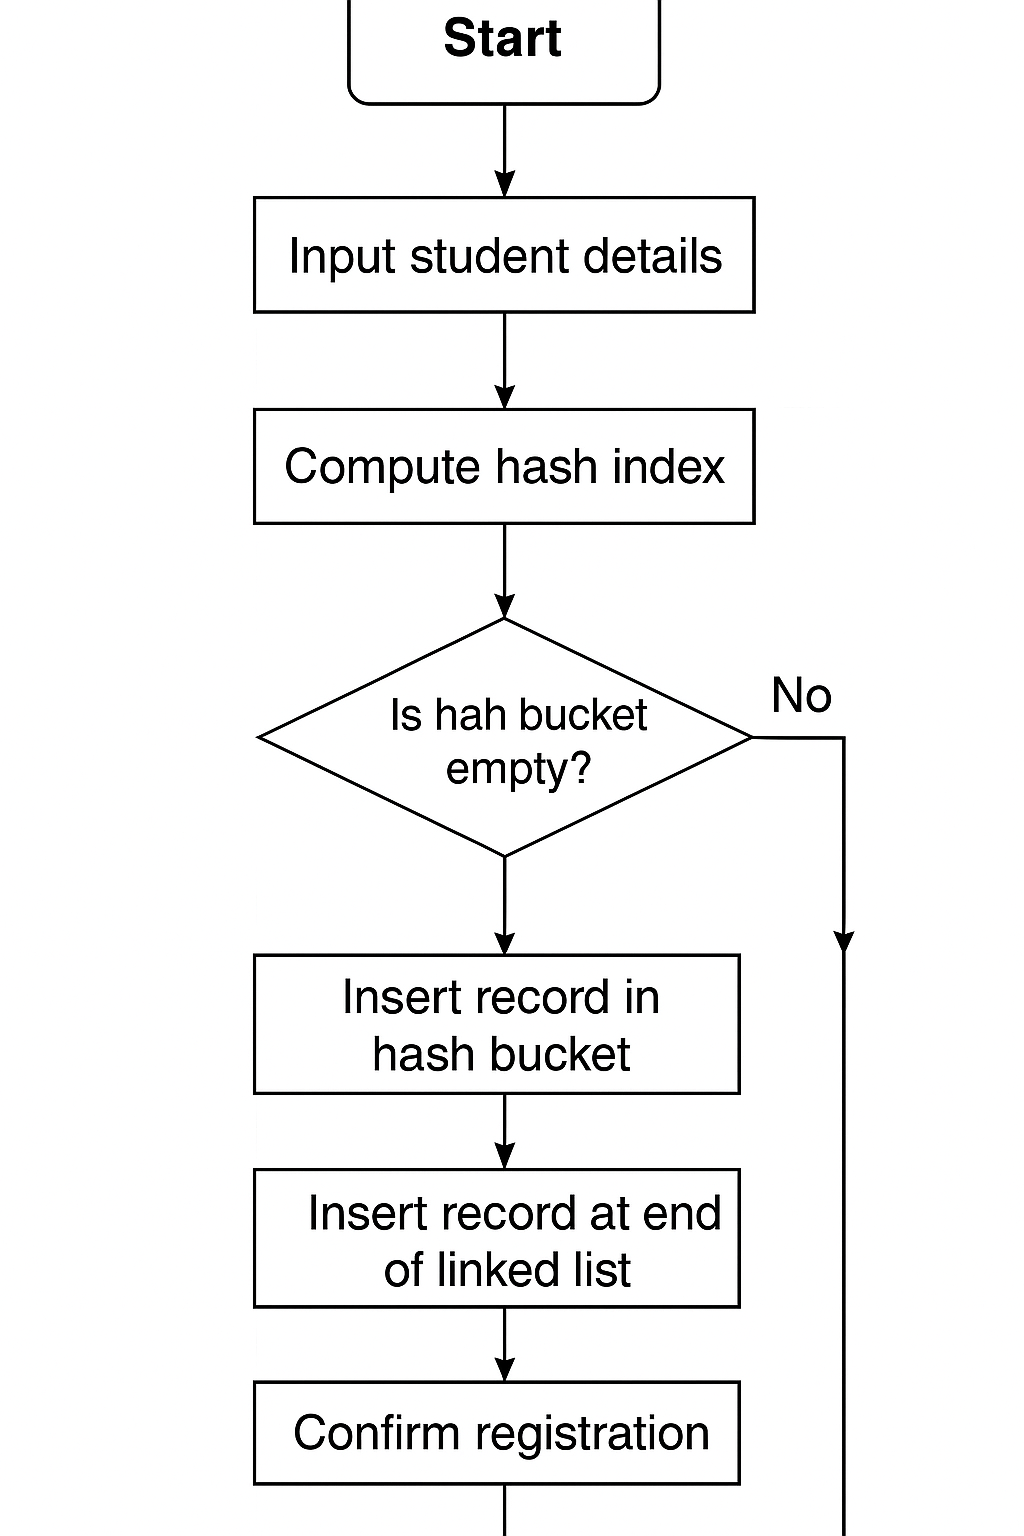 Start
Input student details
Compute hash index
Is hah bucket
empty?
No
Insert record in
hash bucket
Insert record at end
of linked list
Confirm registration